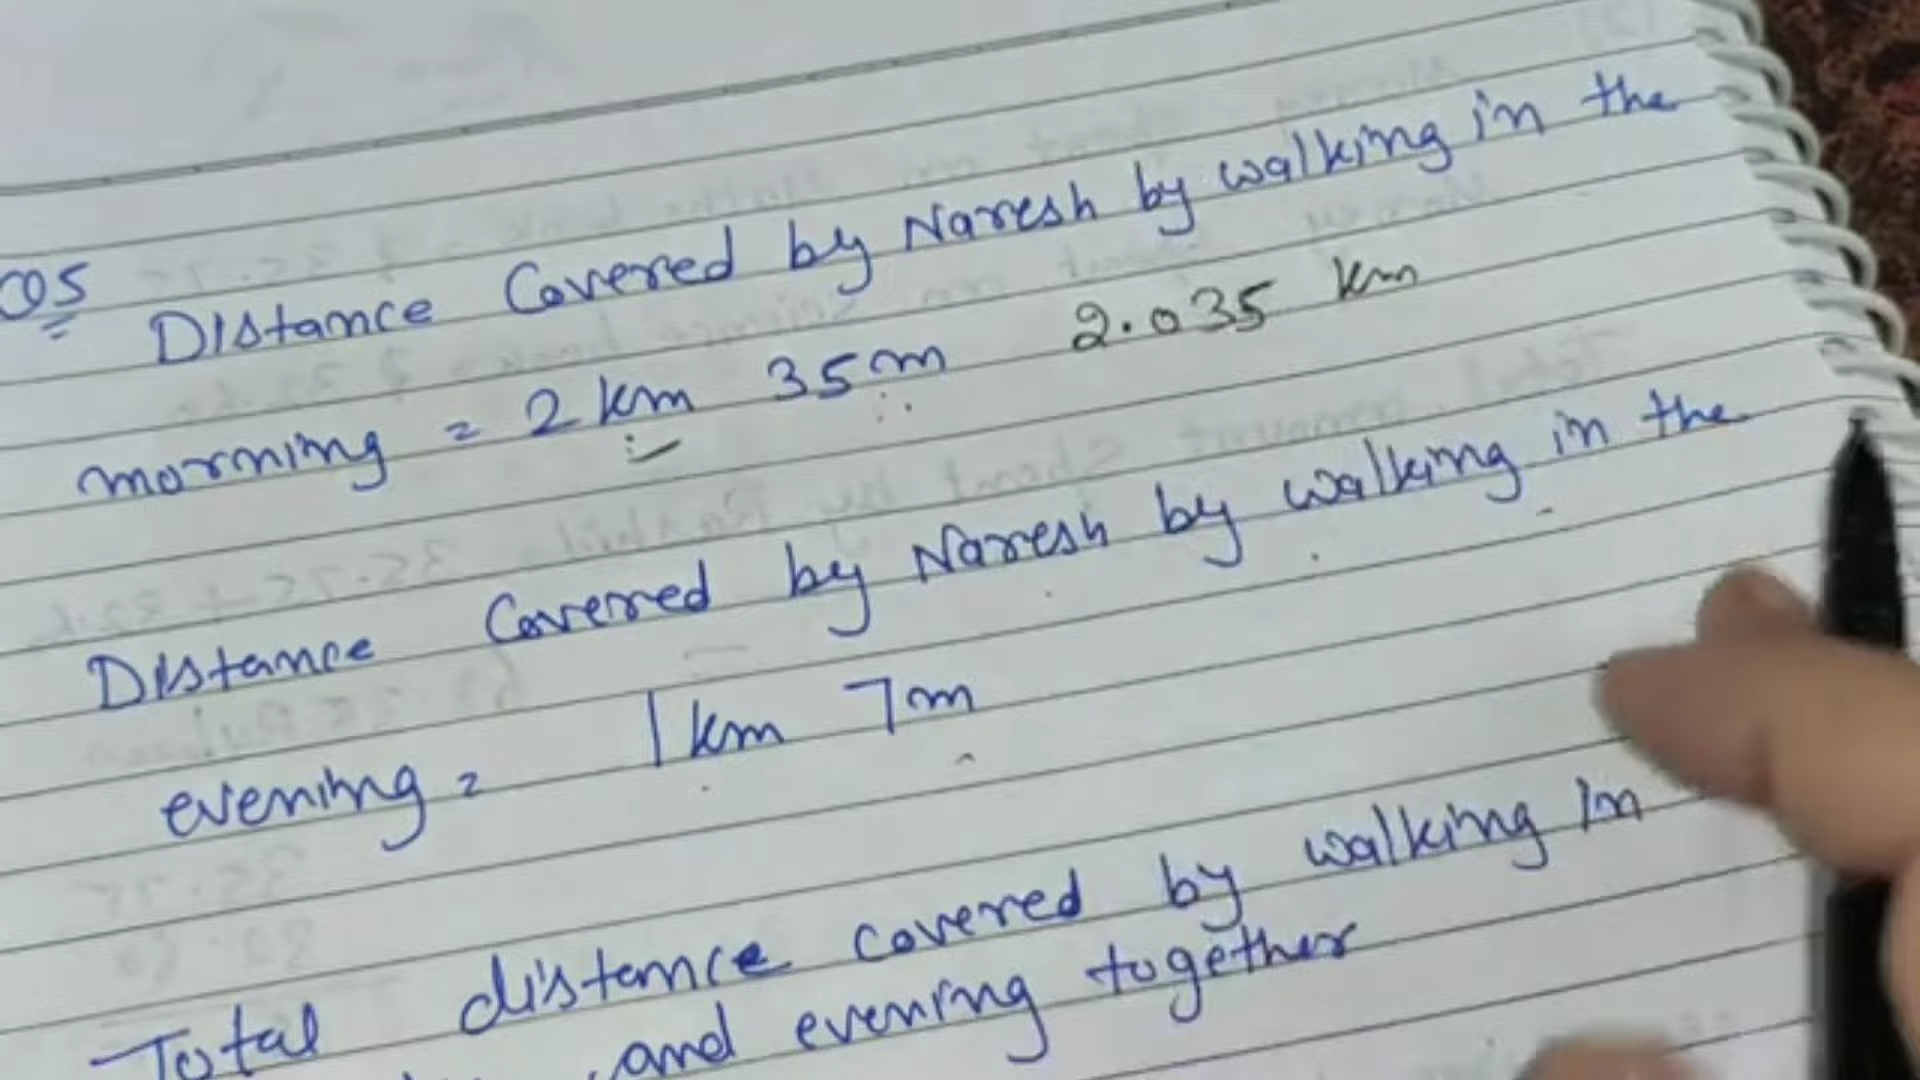 Q5 Distance Covered by Naresh by walking in the
morning = 2 km 35 m 2.035 km
Distance Covered by Naresh by walking in the
evening = 1 km 7 m
Total distance covered by walking in
and evening together